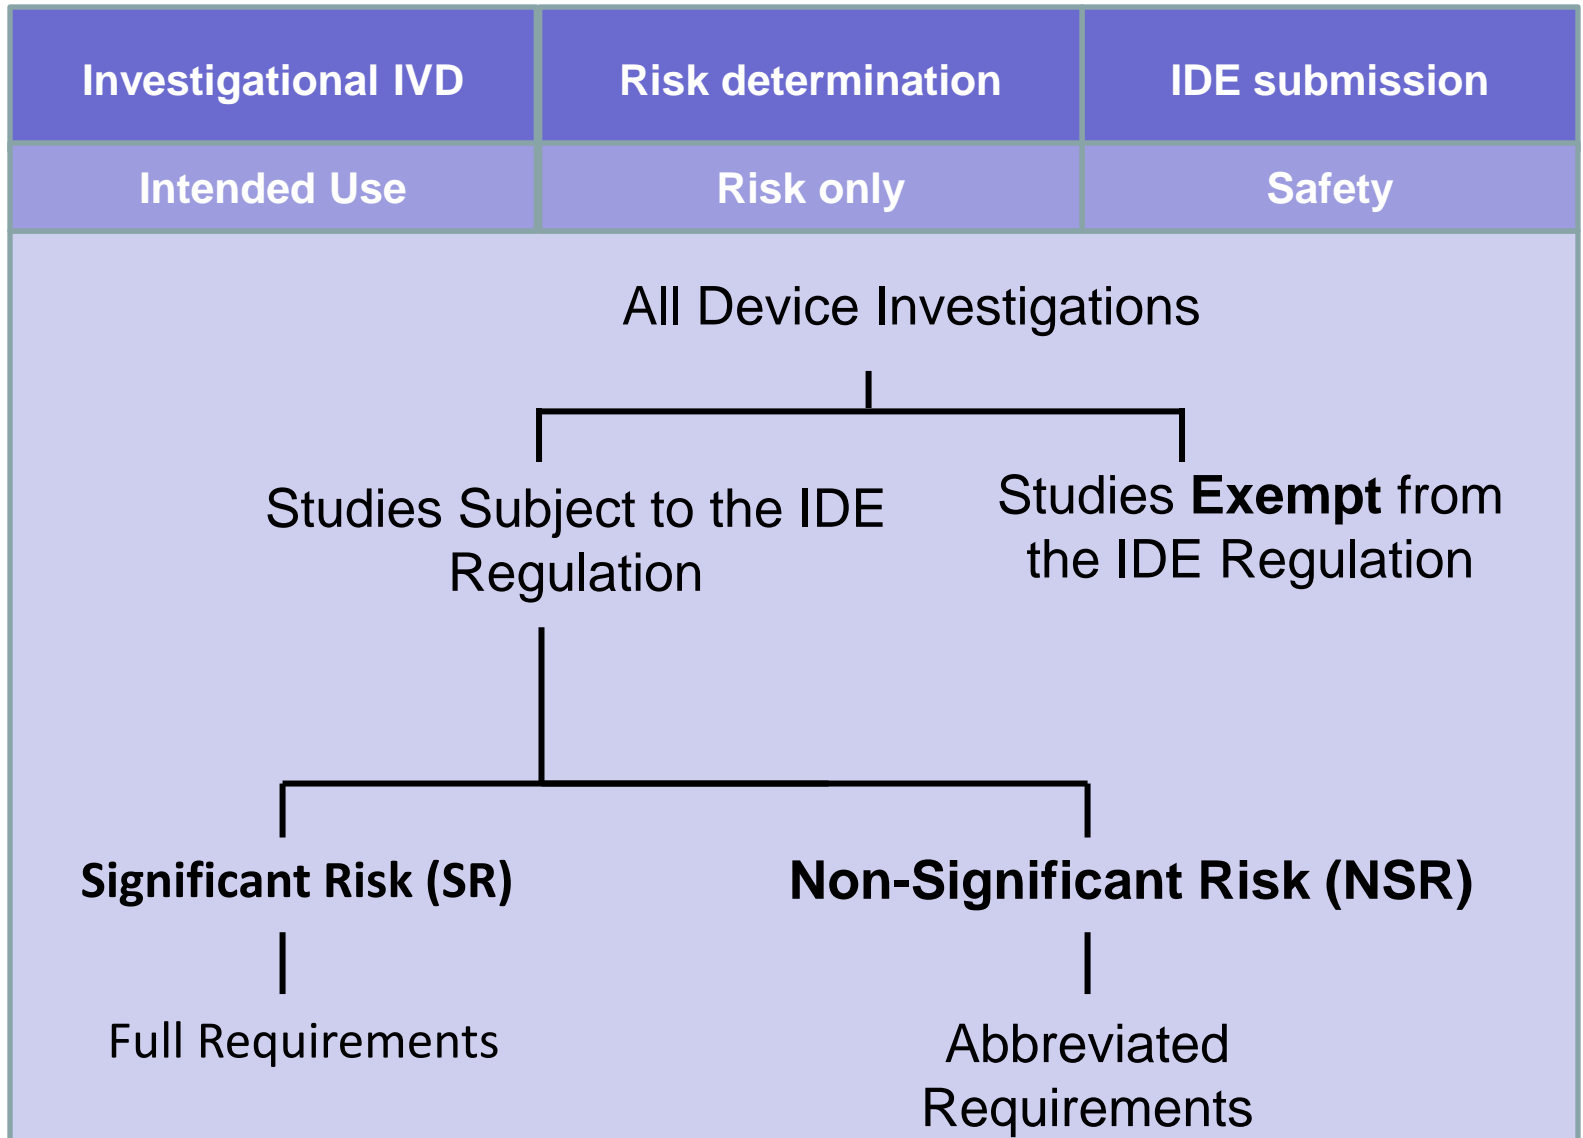 Investigational IVD
Risk determination
IDE submission
Intended Use
Risk only
Safety
All Device Investigations
Studies Subject to the IDE
Regulation
Studies Exempt from
the IDE Regulation
Significant Risk (SR)
Non-Significant Risk (NSR)
Full Requirements
Abbreviated
Requirements